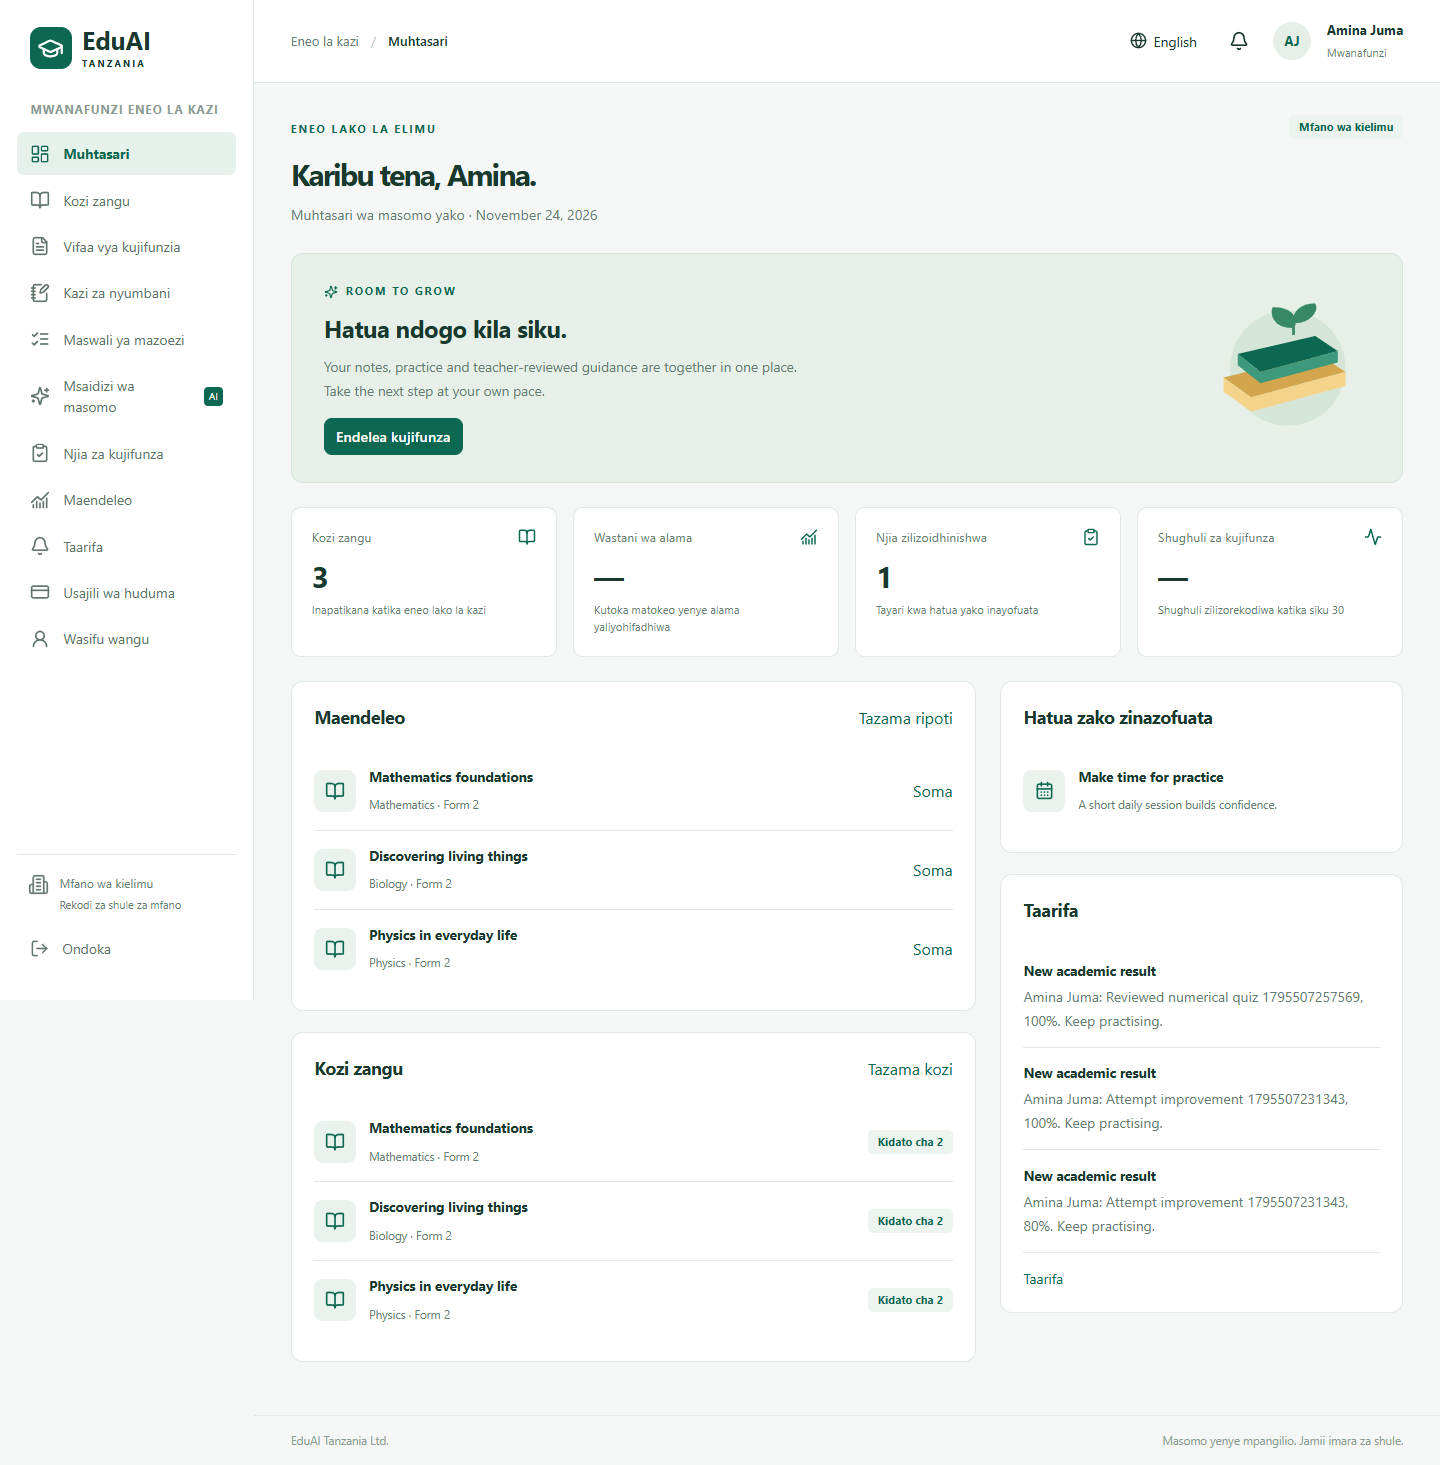 EduAI
TANZANIA
MWANAFUNZI ENEO LA KAZI
Muhtasari
Kozi zangu
Vifaa vya kujifunzia
Kazi za nyumbani
Maswali ya mazoezi
Msaidizi wa
masomo
AI
Njia za kujifunza
Maendeleo
Taarifa
Usajili wa huduma
Wasifu wangu
Mfano wa kielimu
Rekodi za shule za mfano
Ondoka
Eneo la kazi / Muhtasari
English
AJ
Amina Juma
Mwanafunzi
ENEO LAKO LA ELIMU
Mfano wa kielimu
Karibu tena, Amina.
Muhtasari wa masomo yako · November 24, 2026
ROOM TO GROW
Hatua ndogo kila siku.
Your notes, practice and teacher-reviewed guidance are together in one place.
Take the next step at your own pace.
Endelea kujifunza
Kozi zangu
3
Inapatikana katika eneo lako la kazi
Wastani wa alama
—
Kutoka matokeo yenye alama
yaliyohifadhiwa
Njia zilizoidhinishwa
1
Tayari kwa hatua yako inayofuata
Shughuli za kujifunza
—
Shughuli zilizorekodiwa katika siku 30
Maendeleo
Tazama ripoti
Mathematics foundations
Mathematics · Form 2
Soma
Discovering living things
Biology · Form 2
Soma
Physics in everyday life
Physics · Form 2
Soma
Kozi zangu
Tazama kozi
Mathematics foundations
Mathematics · Form 2
Kidato cha 2
Discovering living things
Biology · Form 2
Kidato cha 2
Physics in everyday life
Physics · Form 2
Kidato cha 2
Hatua zako zinazofuata
Make time for practice
A short daily session builds confidence.
Taarifa
New academic result
Amina Juma: Reviewed numerical quiz 1795507257569,
100%. Keep practising.
New academic result
Amina Juma: Attempt improvement 1795507231343,
100%. Keep practising.
New academic result
Amina Juma: Attempt improvement 1795507231343,
80%. Keep practising.
Taarifa
EduAI Tanzania Ltd.
Masomo yenye mpangilio. Jamii imara za shule.